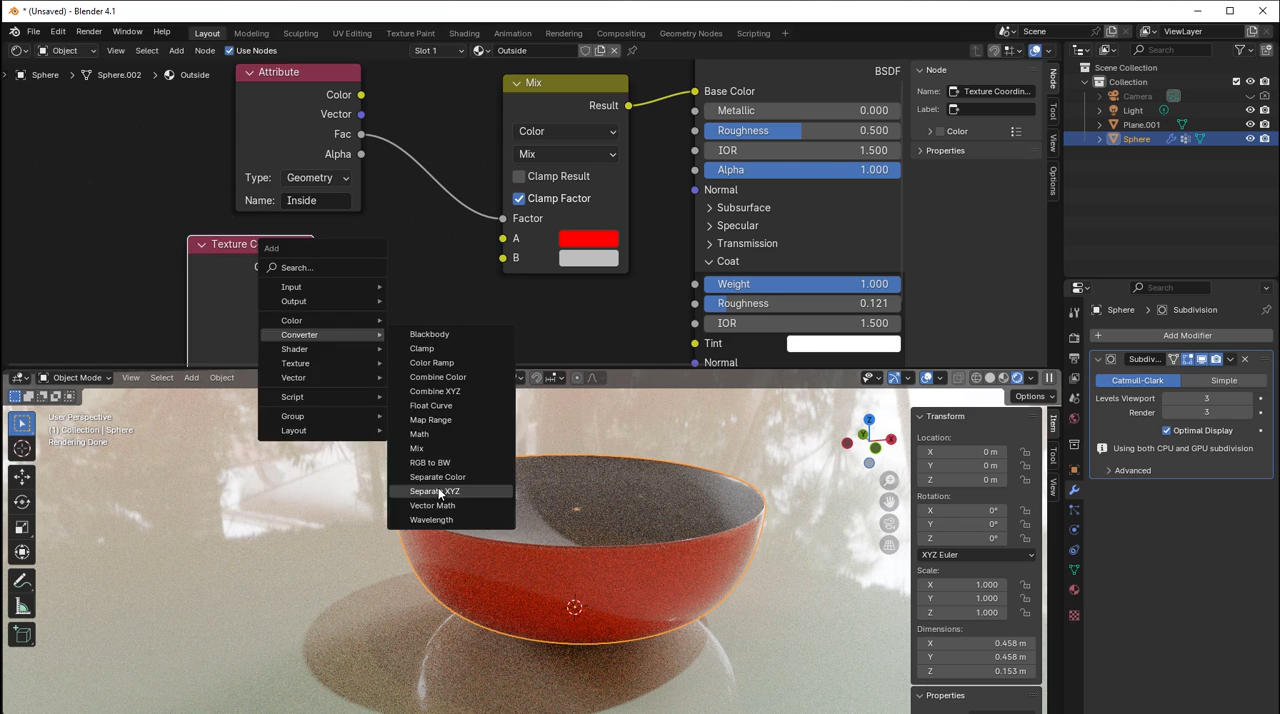 * (Unsaved) - Blender 4.1
File Edit Render Window Help Layout Modeling Sculpting UV Editing Texture Paint Shading Animation Rendering Compositing Geometry Nodes Scripting + Scene ViewLayer
Object View Select Add Node Use Nodes Slot 1 Outside Search
Sphere > Sphere.002 > Outside
Attribute
Color
Vector
Fac
Alpha
Type: Geometry
Name: Inside
Texture C
Mix
Result
Color
Mix
Clamp Result
Clamp Factor
Factor
A
B
BSDF
Base Color
Metallic 0.000
Roughness 0.500
IOR 1.500
Alpha 1.000
Normal
Subsurface
Specular
Transmission
Coat
Weight 1.000
Roughness 0.121
IOR 1.500
Tint
Normal
Node
Name: Texture Coordin...
Label:
Color
Properties
Node
Tool
View
Options
Scene Collection
Collection
Camera
Light
Plane.001
Sphere
Add
Search...
Input
Output
Color
Converter
Shader
Texture
Vector
Script
Group
Layout
Blackbody
Clamp
Color Ramp
Combine Color
Combine XYZ
Float Curve
Map Range
Math
Mix
RGB to BW
Separate Color
Separate XYZ
Vector Math
Wavelength
Object Mode View Select Add Object
Options
User Perspective
(1) Collection | Sphere
Rendering Done
Z
Y
X
Transform
Location:
X 0 m
Y 0 m
Z 0 m
Rotation:
X 0°
Y 0°
Z 0°
XYZ Euler
Scale:
X 1.000
Y 1.000
Z 1.000
Dimensions:
X 0.458 m
Y 0.458 m
Z 0.153 m
Properties
Item
Tool
View
Search
Sphere > Subdivision
+ Add Modifier
Subdiv...
Catmull-Clark Simple
Levels Viewport 3
Render 3
Optimal Display
Using both CPU and GPU subdivision
Advanced